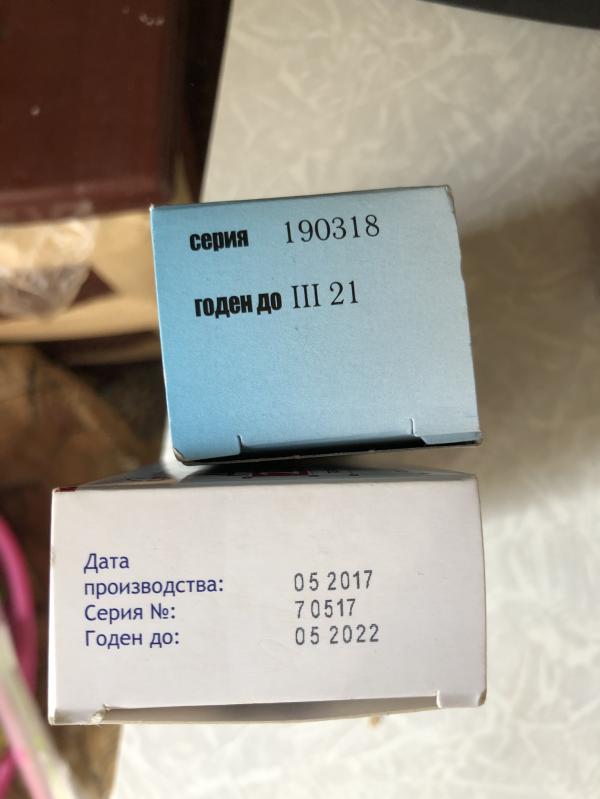 серия 190318
годен до III 21
Дата
производства: 05 2017
Серия №: 70517
Годен до: 05 2022